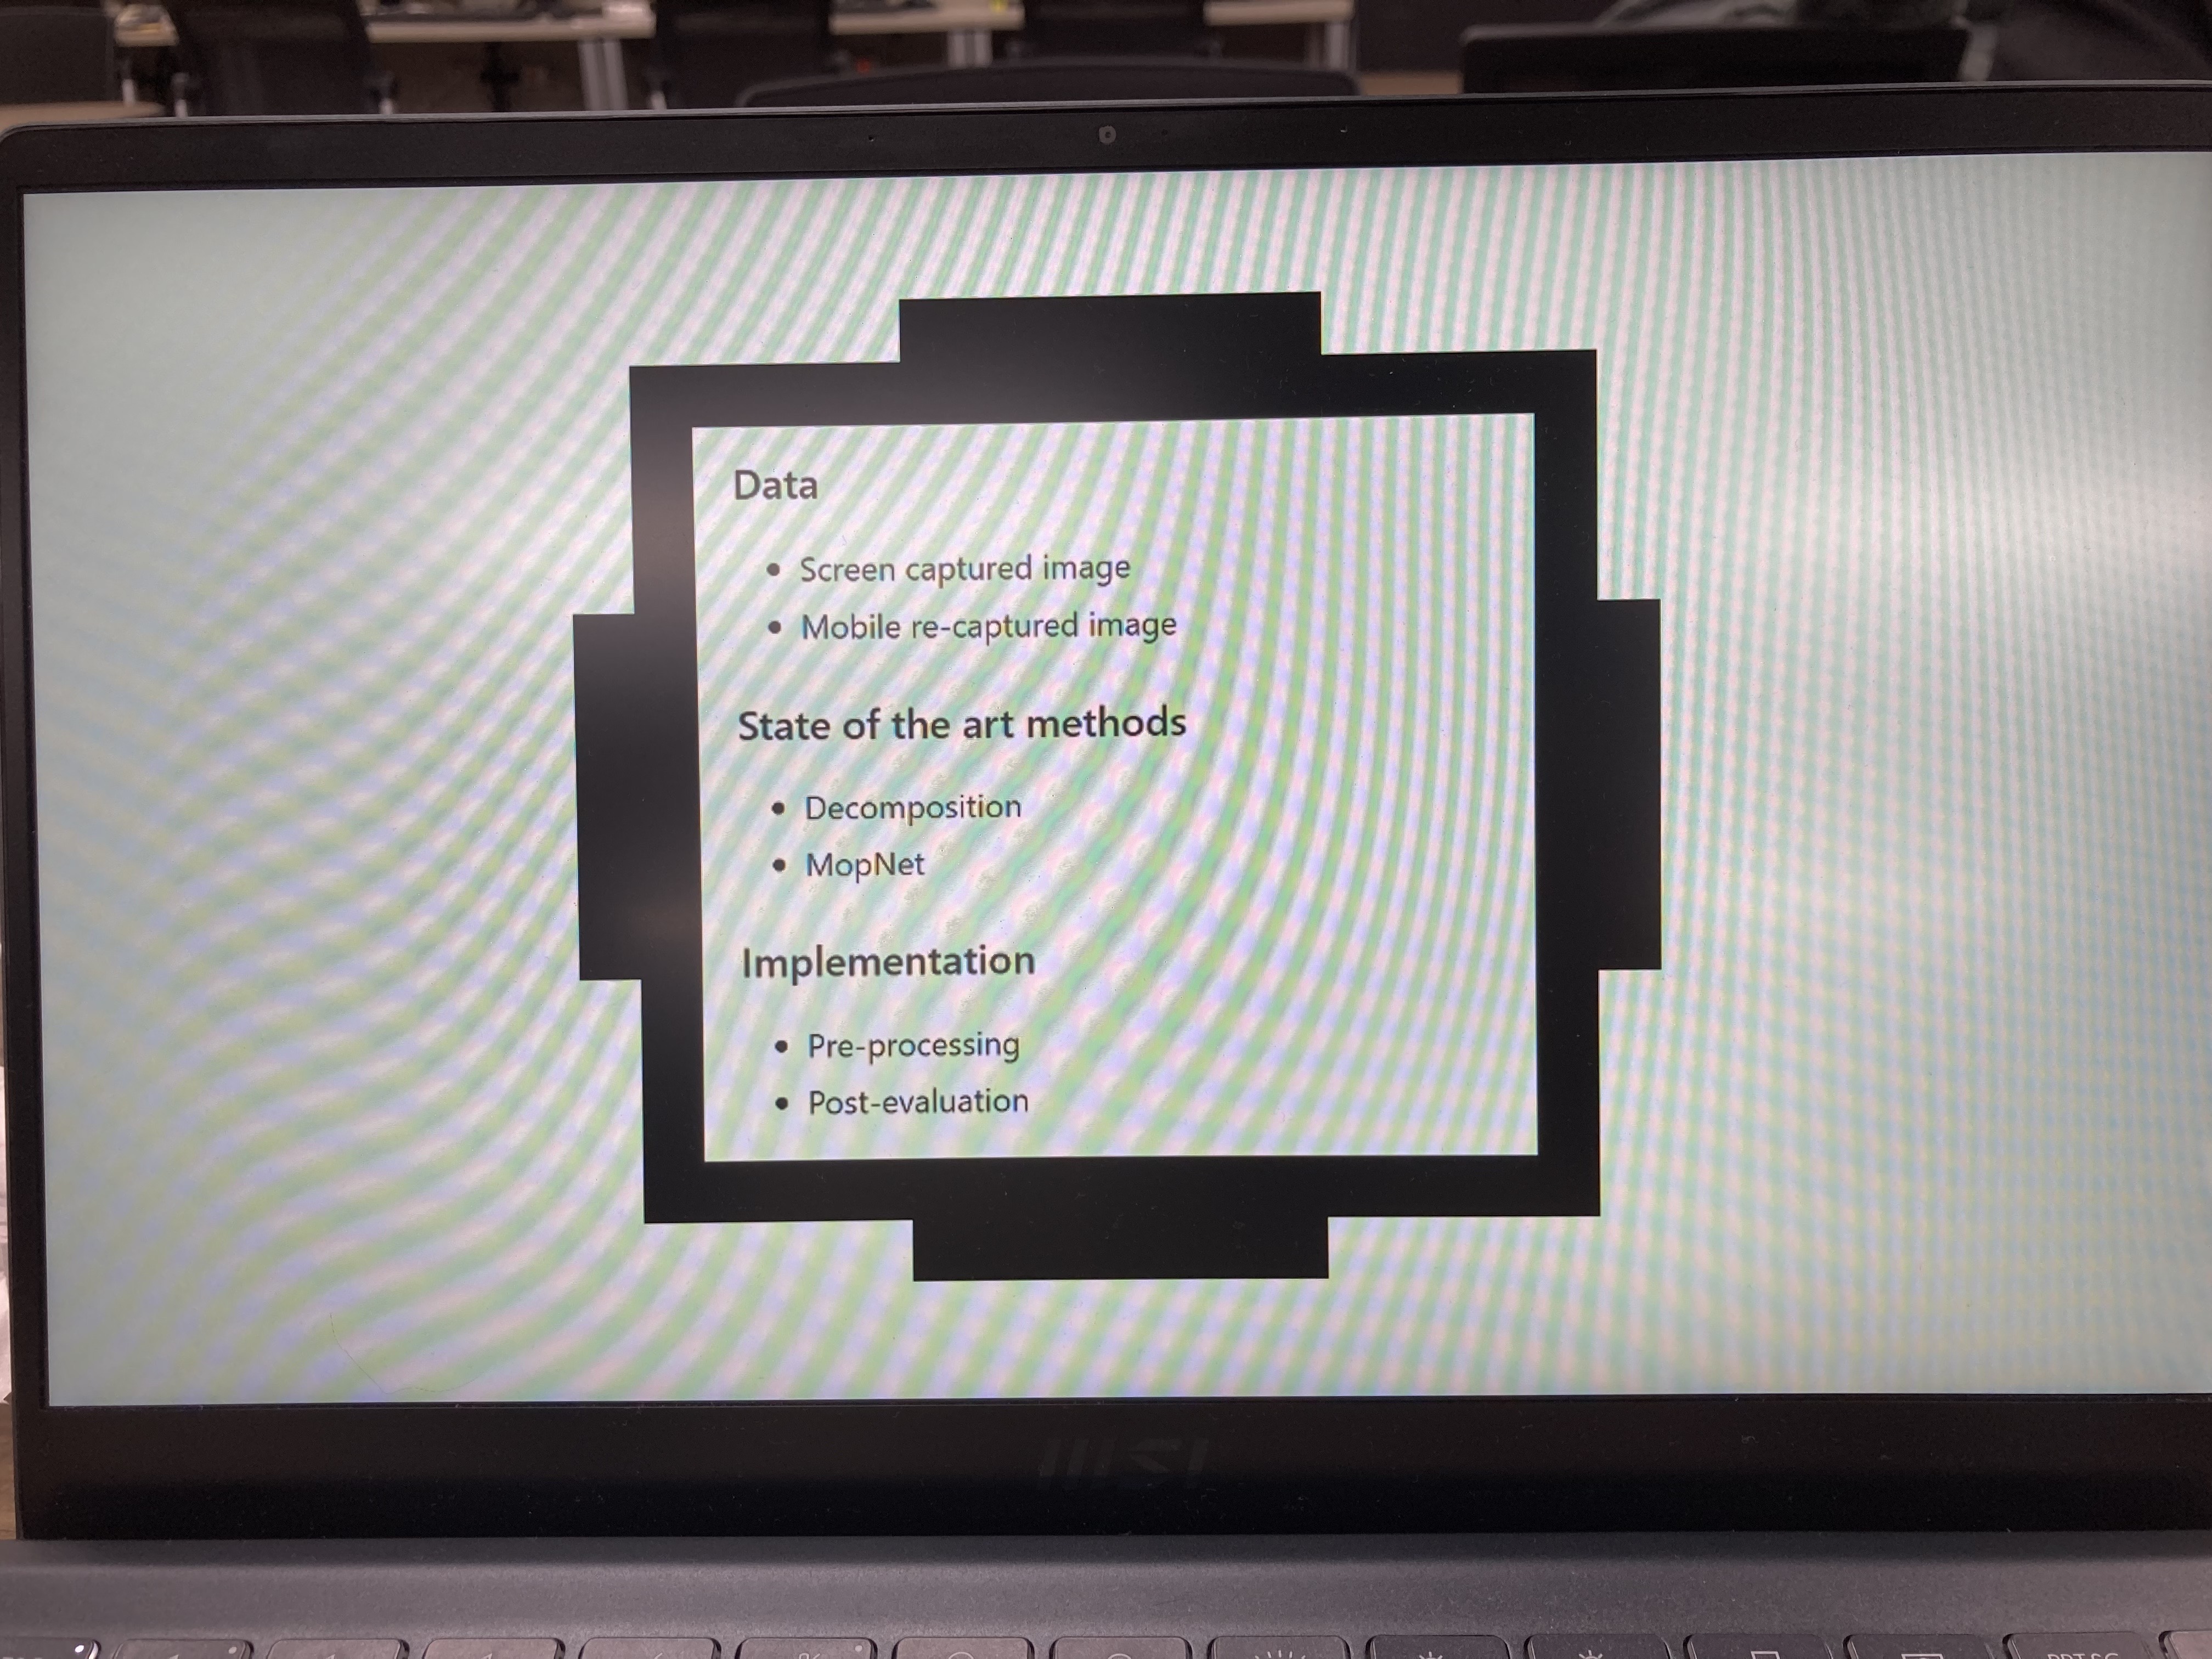 Data
• Screen captured image
• Mobile re-captured image
State of the art methods
• Decomposition
• MopNet
Implementation
• Pre-processing
• Post-evaluation
msi